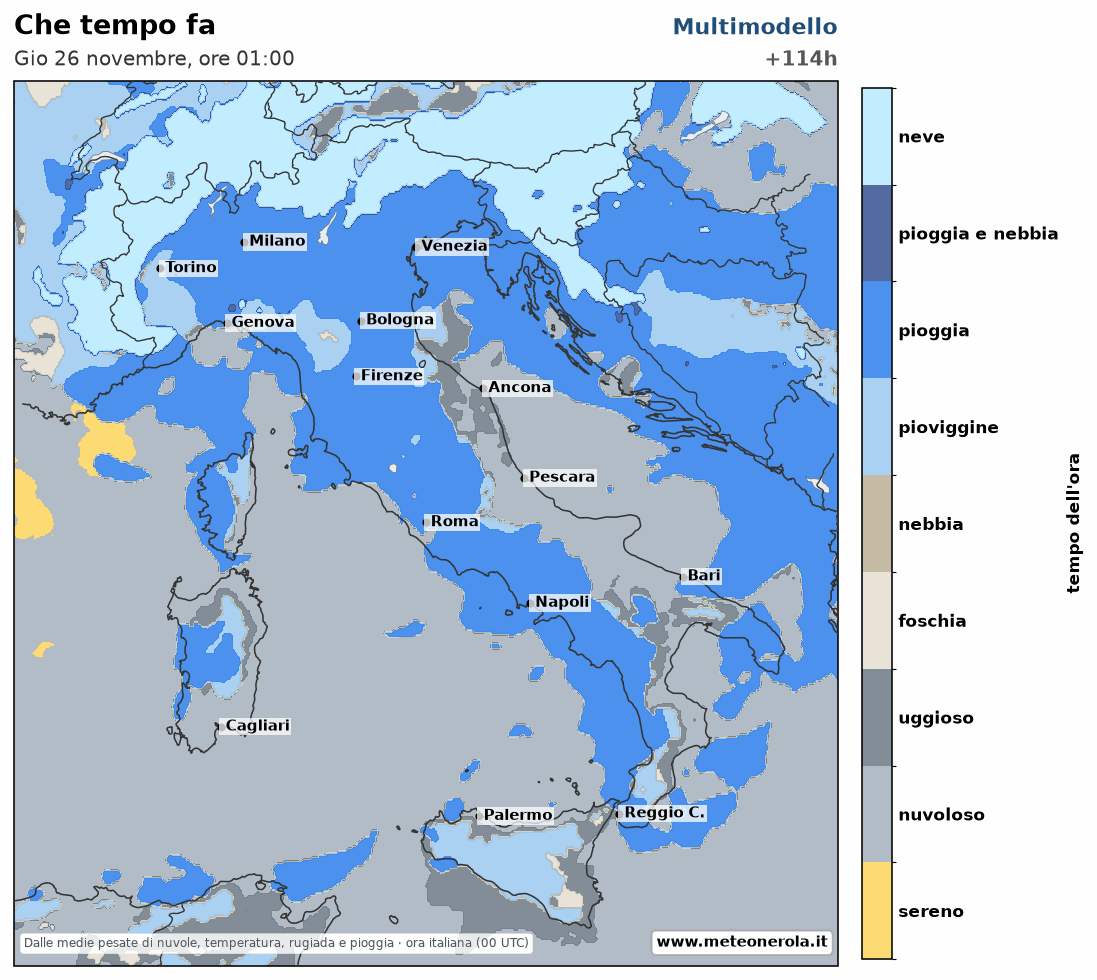 Che tempo fa
Multimodello
Gio 26 novembre, ore 01:00
+114h
Milano
Venezia
Torino
Genova
Bologna
Firenze
Ancona
Pescara
Roma
Bari
Napoli
Cagliari
Palermo
Reggio C.
neve
pioggia e nebbia
pioggia
pioviggine
nebbia
foschia
uggioso
nuvoloso
sereno
tempo dell'ora
Dalle medie pesate di nuvole, temperatura, rugiada e pioggia · ora italiana (00 UTC)
www.meteonerola.it